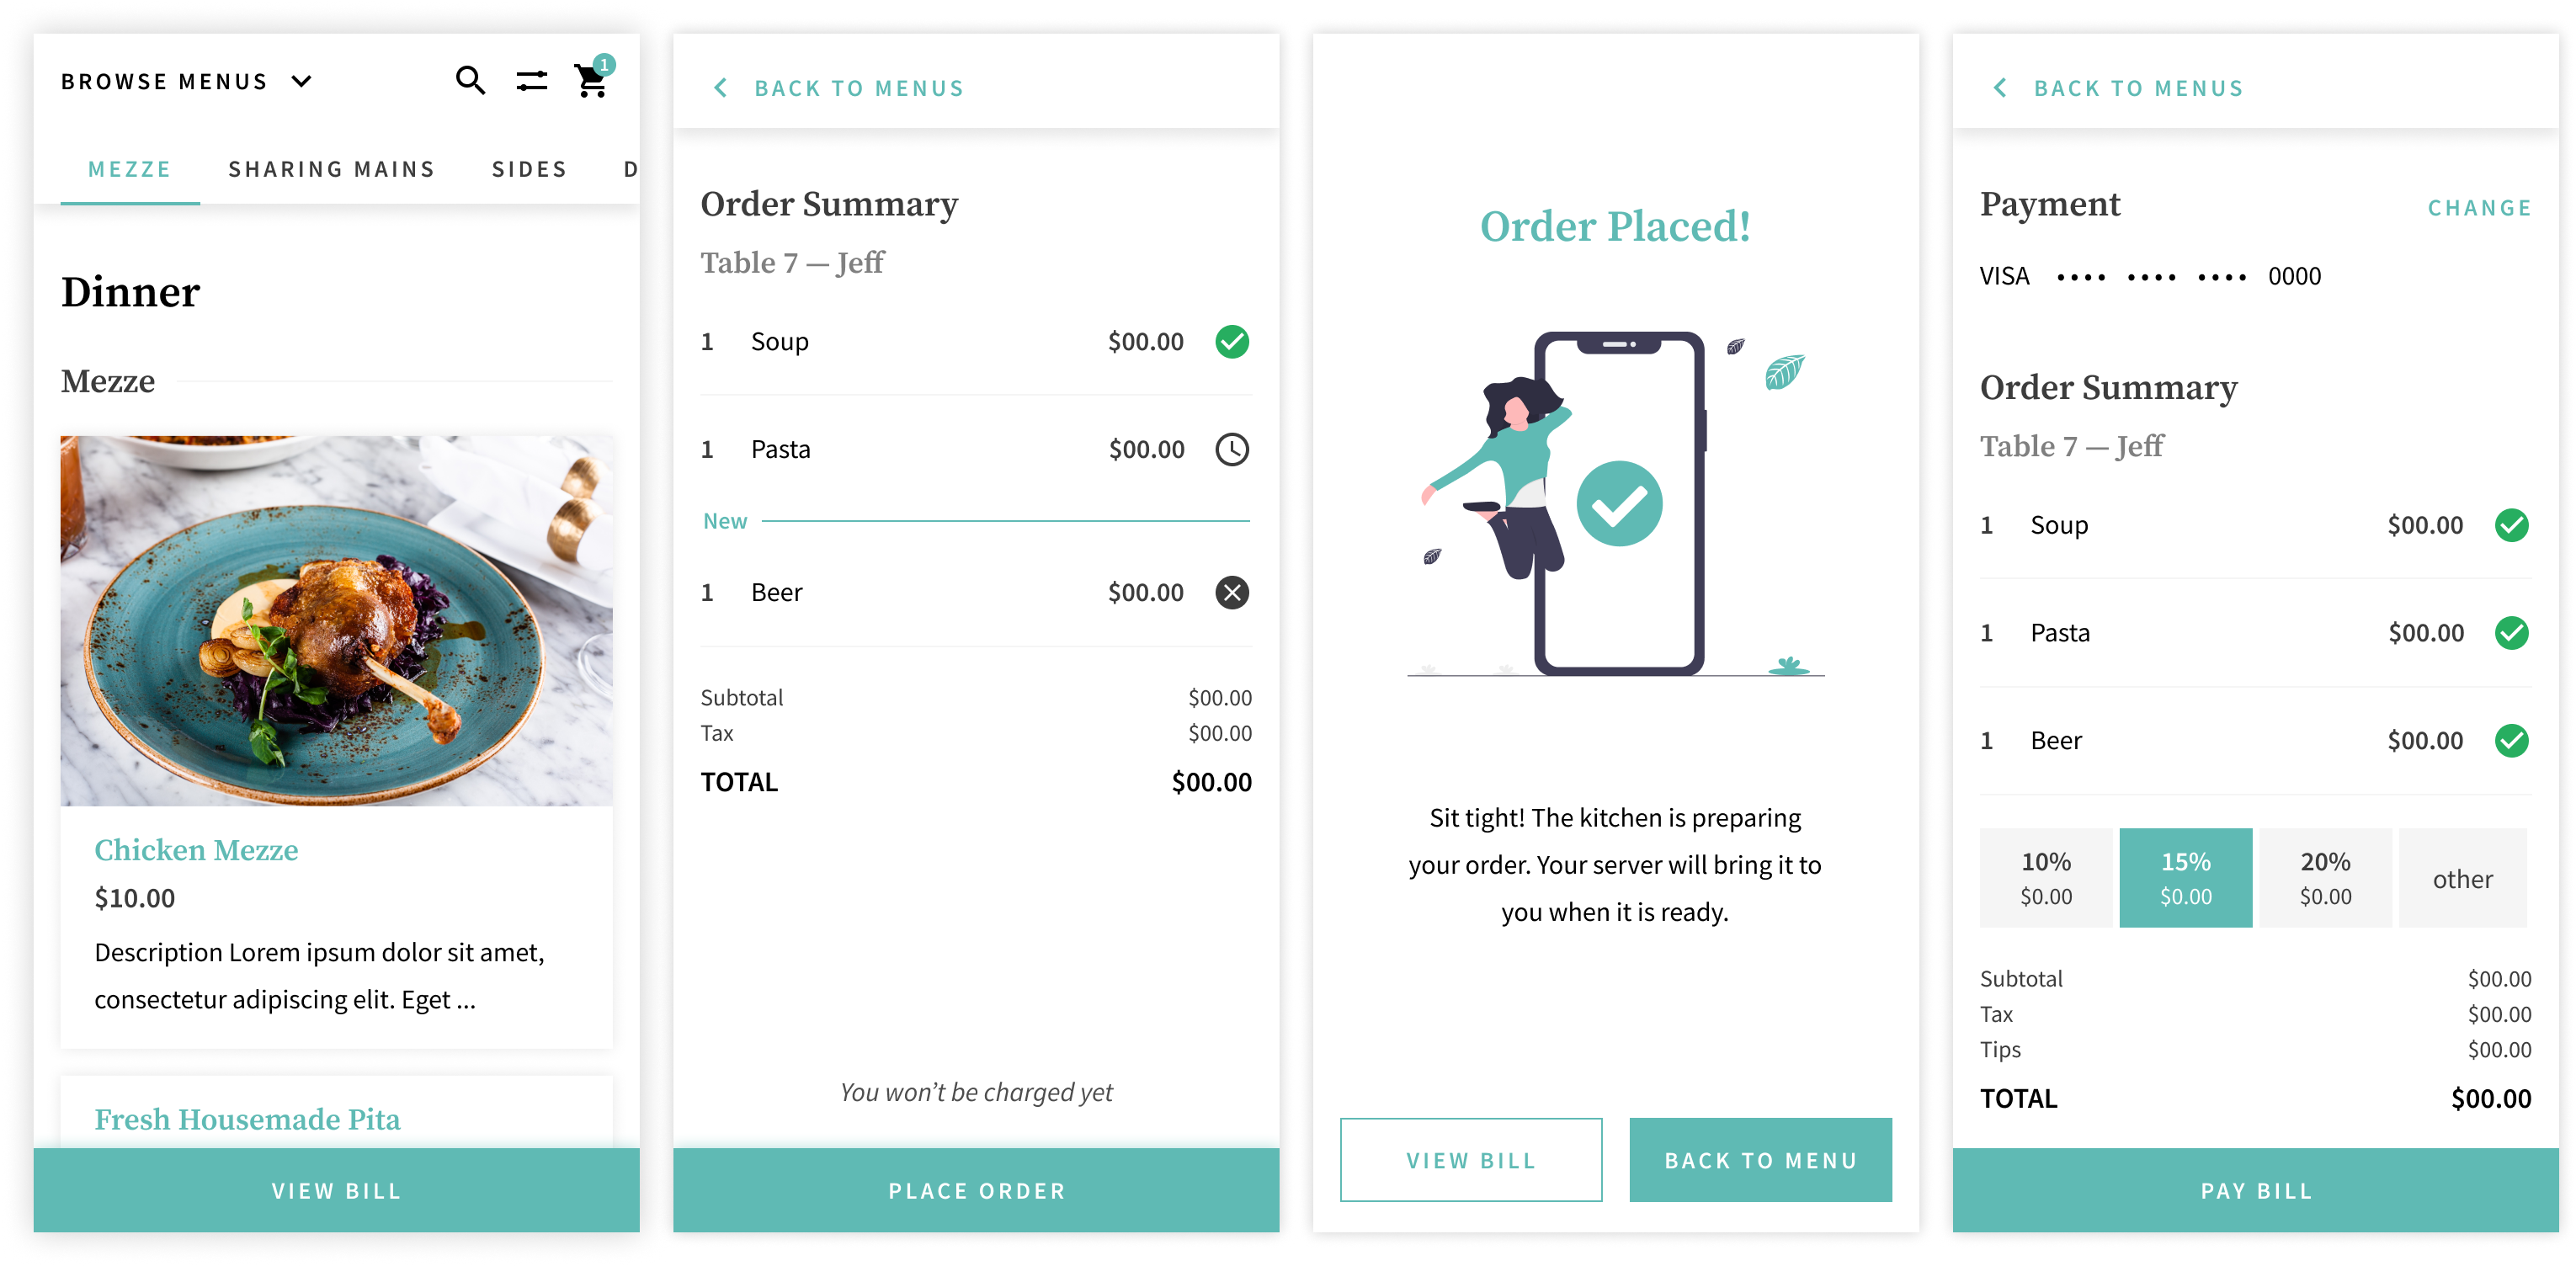 BROWSE MENUS
1
MEZZE SHARING MAINS SIDES D
Dinner
Mezze
Chicken Mezze
$10.00
Description Lorem ipsum dolor sit amet,
consectetur adipiscing elit. Eget ...
Fresh Housemade Pita
VIEW BILL
BACK TO MENUS
Order Summary
Table 7 — Jeff
1 Soup $00.00
1 Pasta $00.00
New
1 Beer $00.00
Subtotal $00.00
Tax $00.00
TOTAL $00.00
You won’t be charged yet
PLACE ORDER
Order Placed!
Sit tight! The kitchen is preparing
your order. Your server will bring it to
you when it is ready.
VIEW BILL BACK TO MENU
BACK TO MENUS
Payment CHANGE
VISA •••• •••• •••• 0000
Order Summary
Table 7 — Jeff
1 Soup $00.00
1 Pasta $00.00
1 Beer $00.00
10% 15% 20% other
$0.00 $0.00 $0.00
Subtotal $00.00
Tax $00.00
Tips $00.00
TOTAL $00.00
PAY BILL